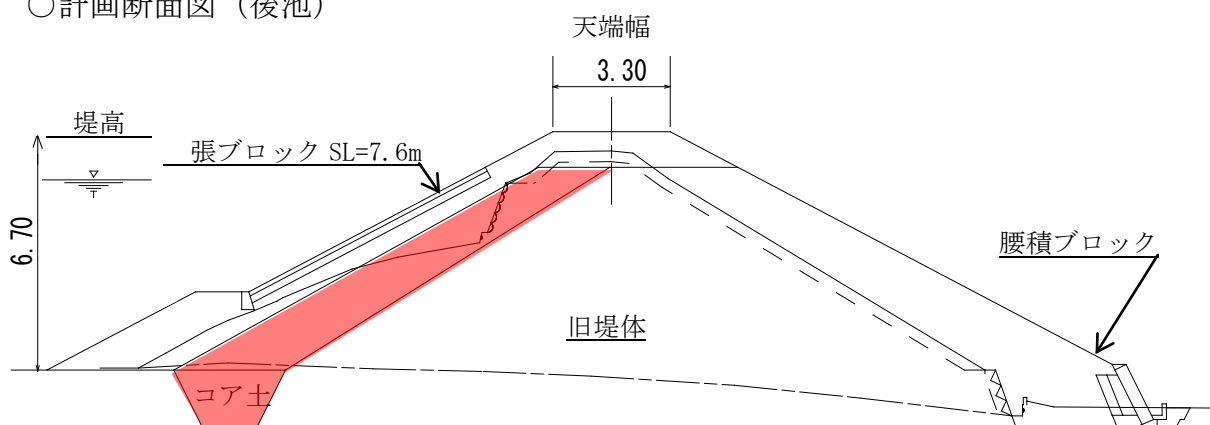 ○計画断面図（後池）
天端幅
3.30
堤高
張ブロック SL=7.6m
6.70
腰積ブロック
旧堤体
コア土